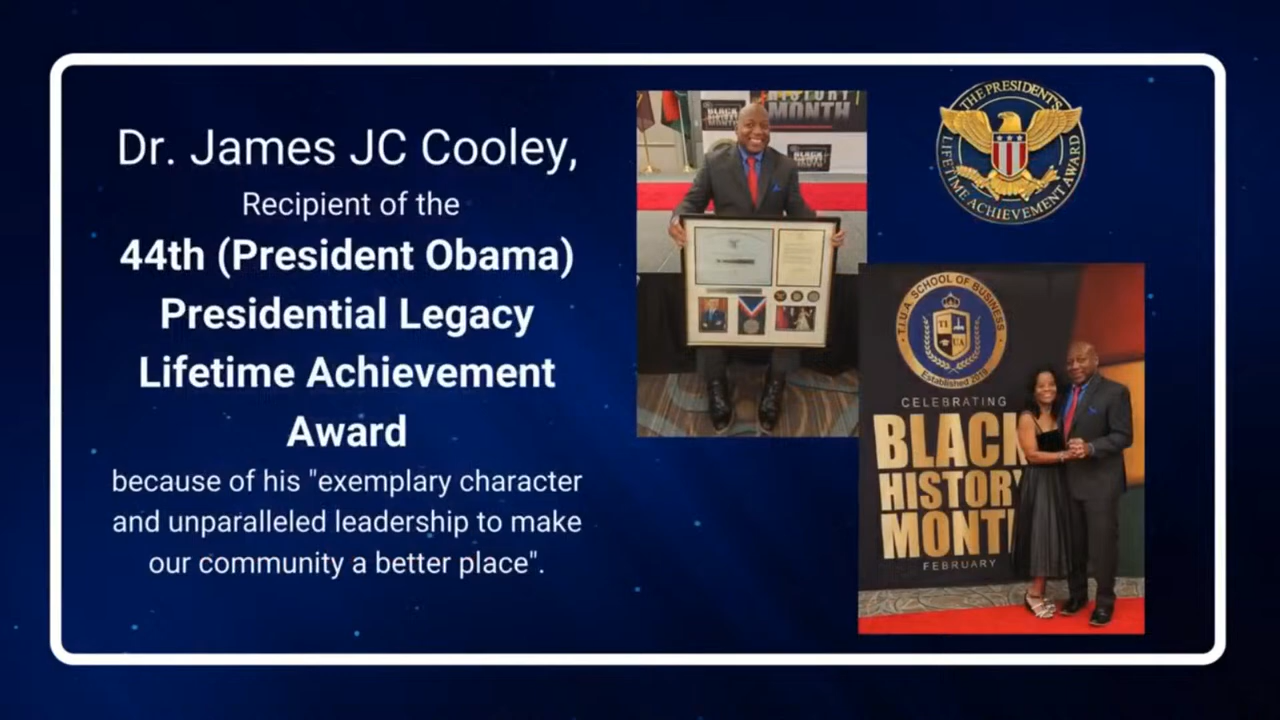 Dr. James JC Cooley,
Recipient of the
44th (President Obama)
Presidential Legacy
Lifetime Achievement
Award
because of his "exemplary character
and unparalleled leadership to make
our community a better place".
HISTORY
MONTH
THE PRESIDENT'S
LIFETIME ACHIEVEMENT AWARD
T.I.U.A. SCHOOL OF BUSINESS
TI
UA
Established 2019
CELEBRATING
BLACK
HISTORY
MONTH
FEBRUARY